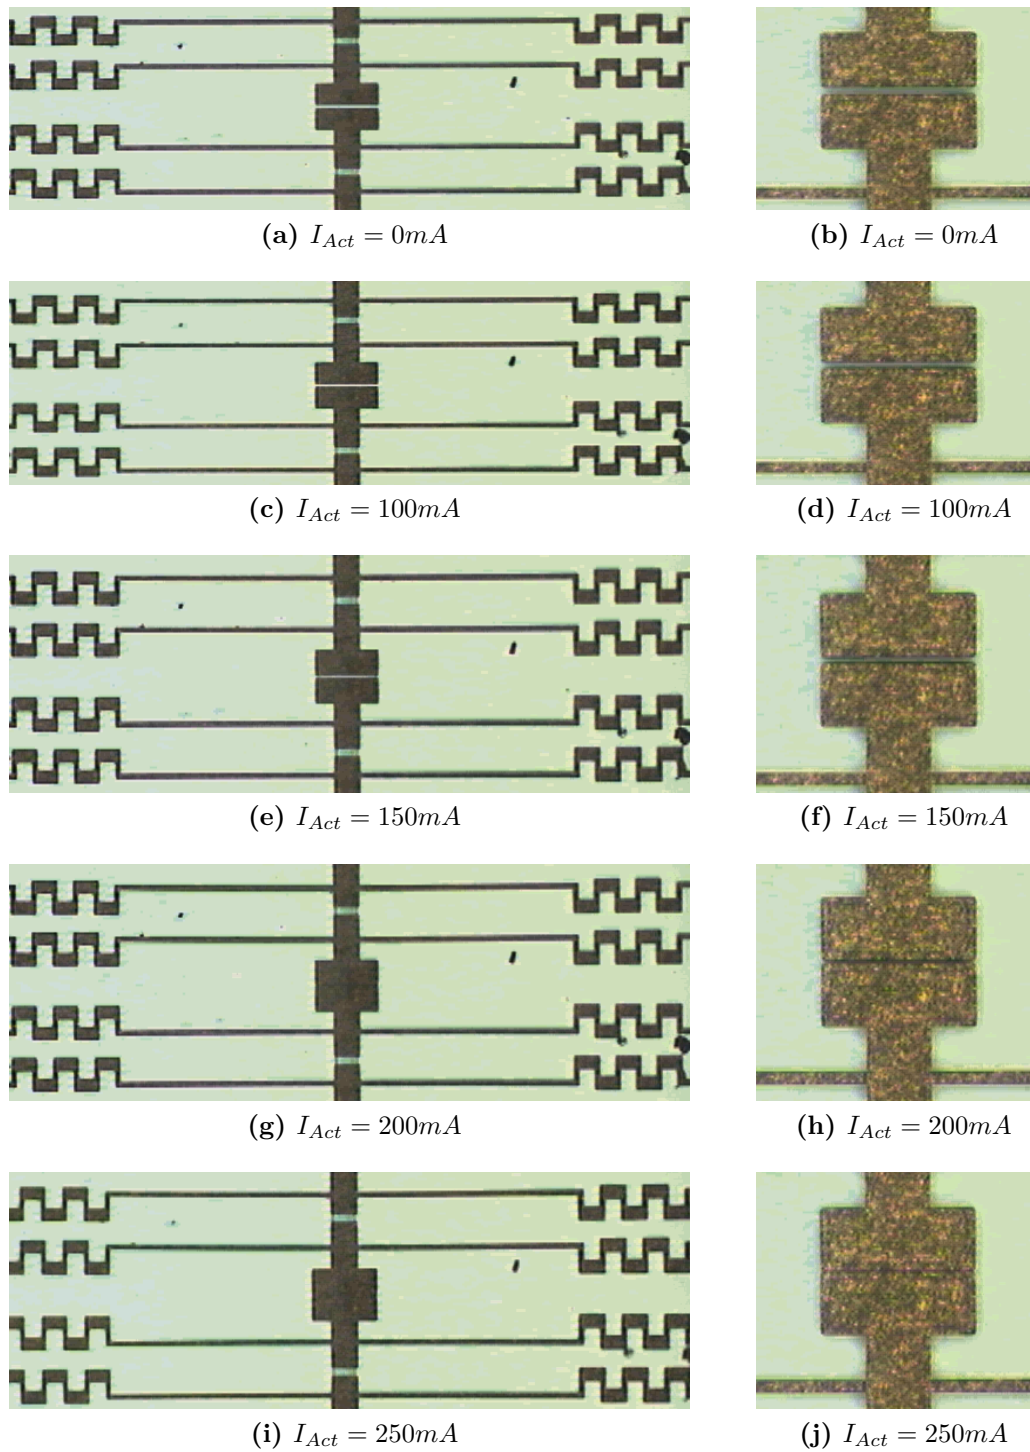 (a) I_{Act} = 0mA
(b) I_{Act} = 0mA
(c) I_{Act} = 100mA
(d) I_{Act} = 100mA
(e) I_{Act} = 150mA
(f) I_{Act} = 150mA
(g) I_{Act} = 200mA
(h) I_{Act} = 200mA
(i) I_{Act} = 250mA
(j) I_{Act} = 250mA